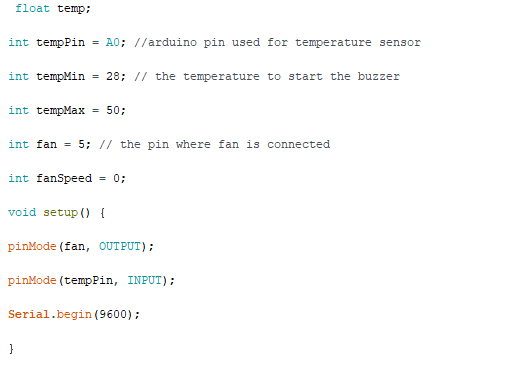 float temp;
int tempPin = A0; //arduino pin used for temperature sensor
int tempMin = 28; // the temperature to start the buzzer
int tempMax = 50;
int fan = 5; // the pin where fan is connected
int fanSpeed = 0;
void setup() {
pinMode(fan, OUTPUT);
pinMode(tempPin, INPUT);
Serial.begin(9600);
}